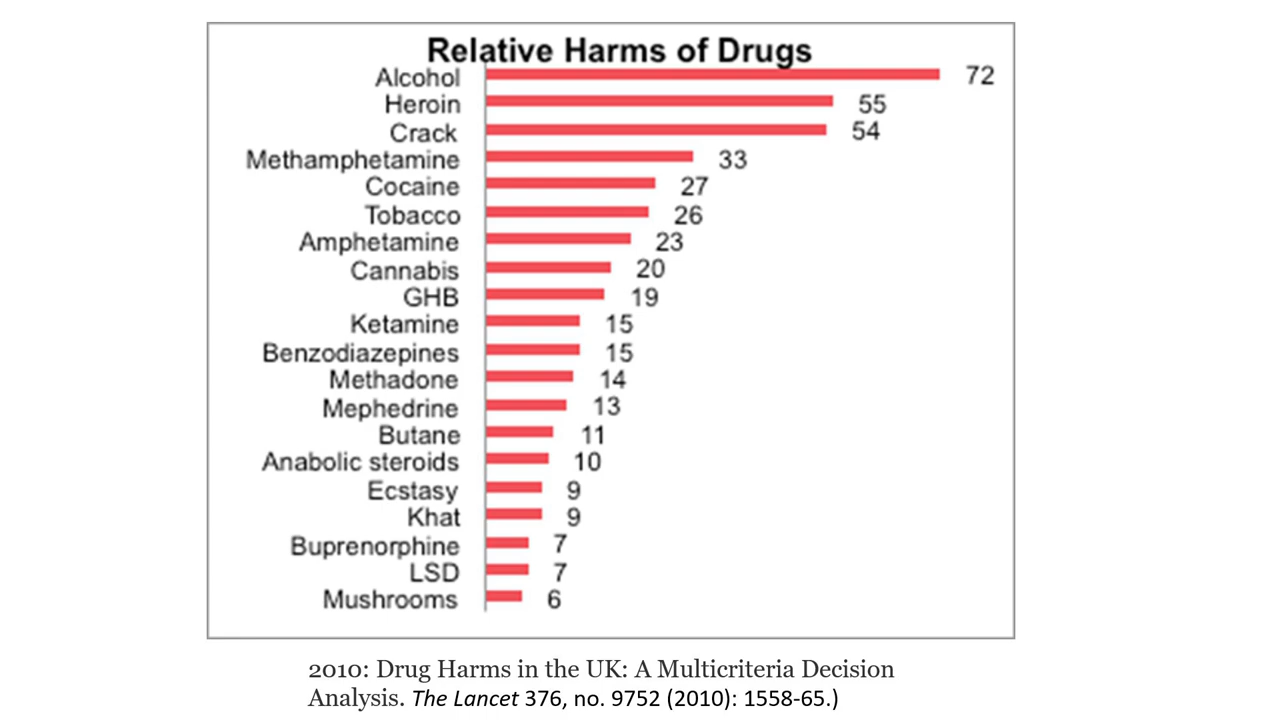 Relative Harms of Drugs
Alcohol 72
Heroin 55
Crack 54
Methamphetamine 33
Cocaine 27
Tobacco 26
Amphetamine 23
Cannabis 20
GHB 19
Ketamine 15
Benzodiazepines 15
Methadone 14
Mephedrine 13
Butane 11
Anabolic steroids 10
Ecstasy 9
Khat 9
Buprenorphine 7
LSD 7
Mushrooms 6
2010: Drug Harms in the UK: A Multicriteria Decision
Analysis. The Lancet 376, no. 9752 (2010): 1558-65.)